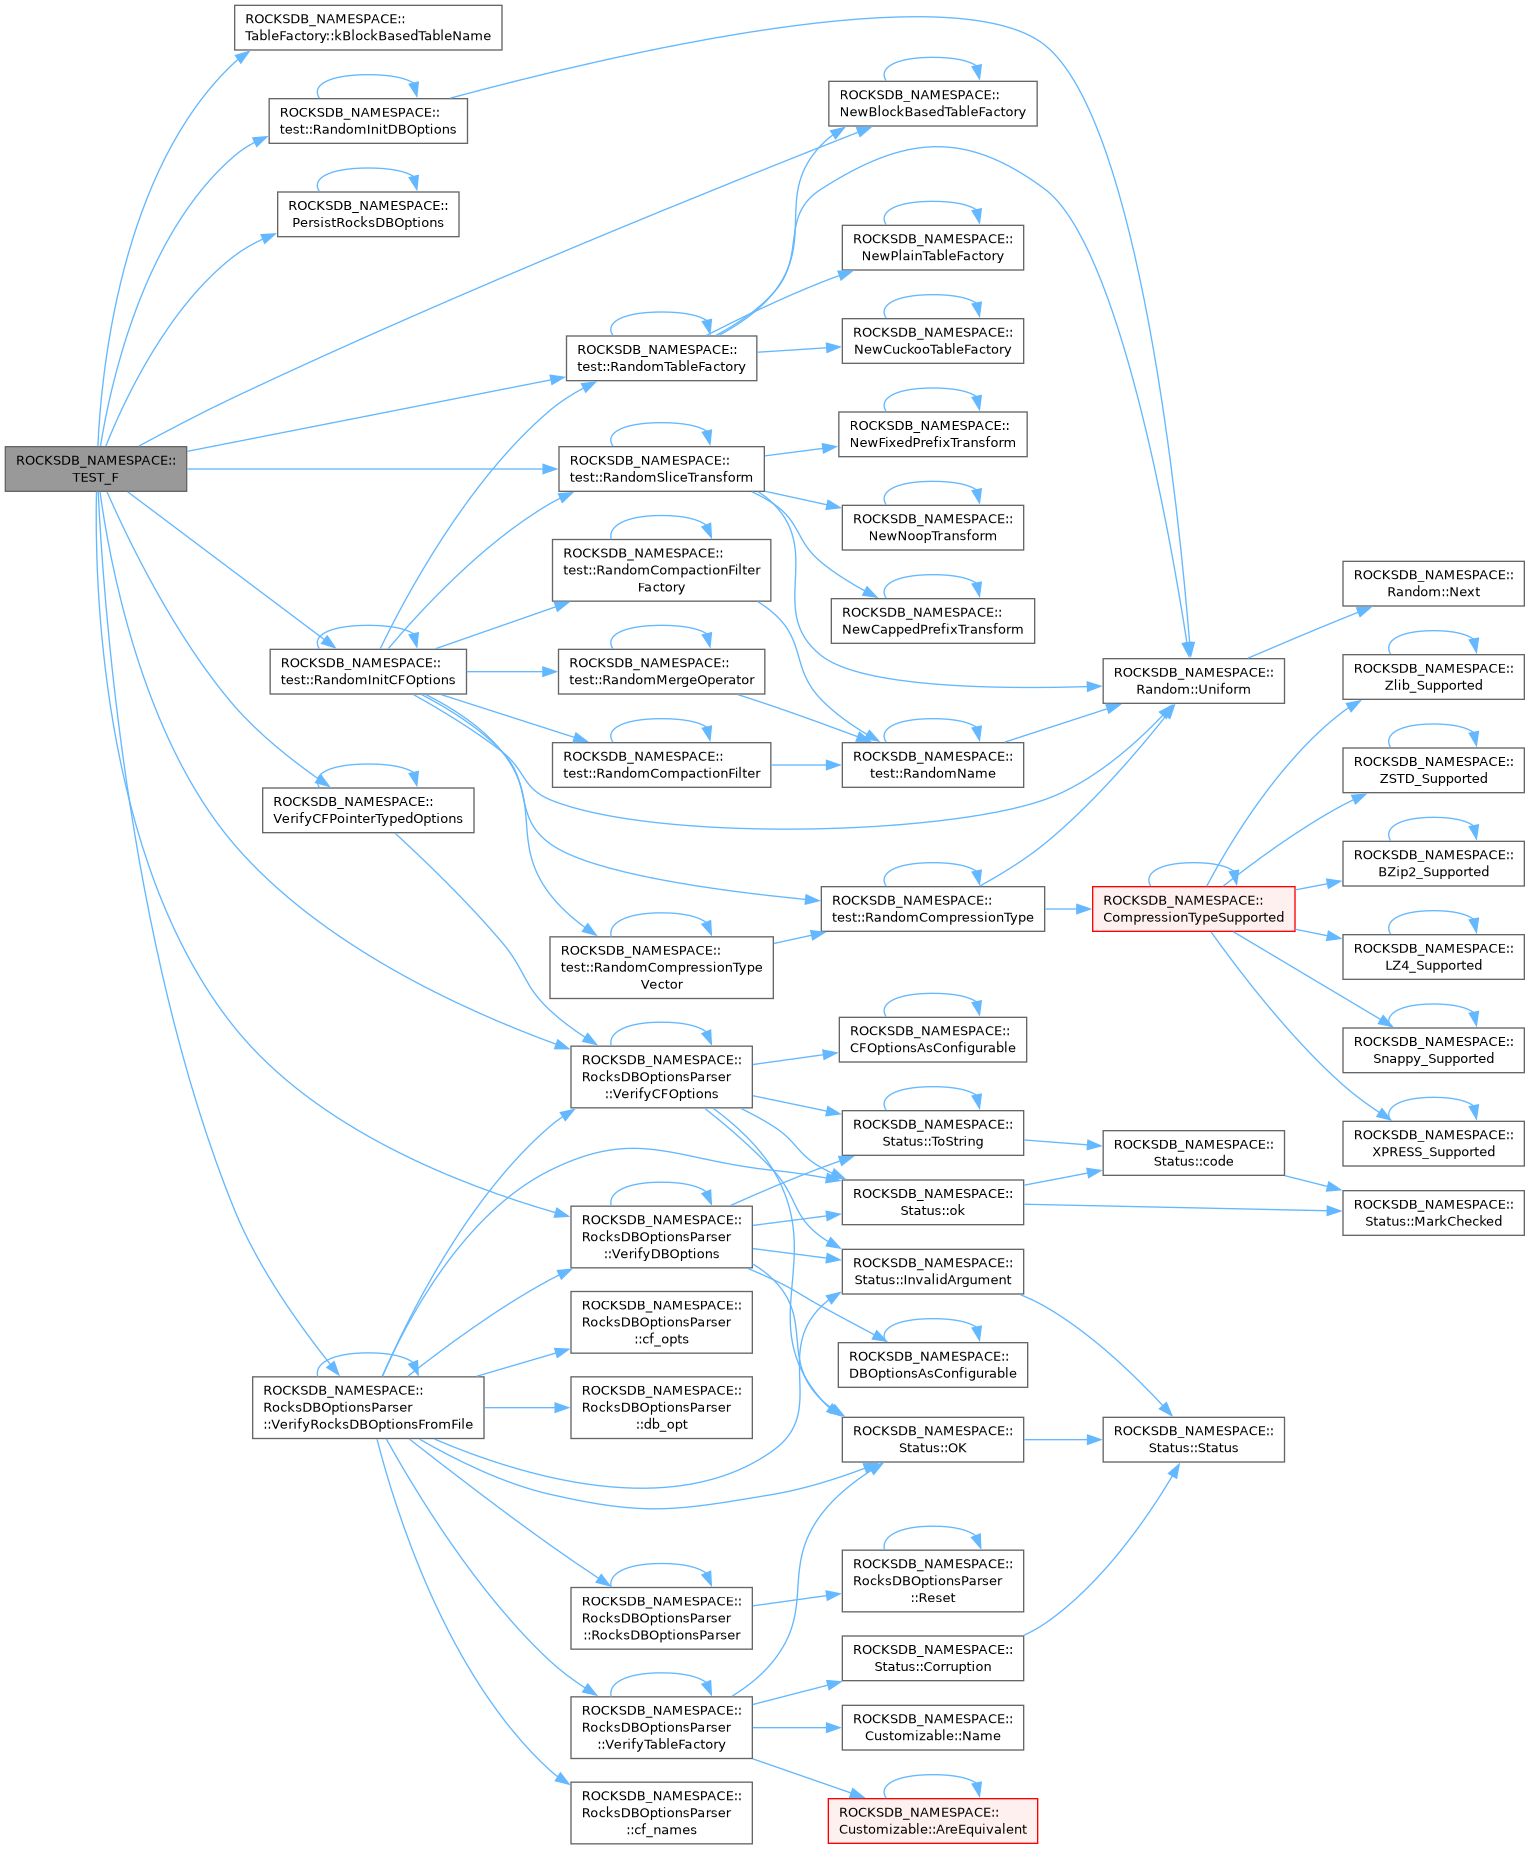 ROCKSDB_NAMESPACE::
TEST_F
ROCKSDB_NAMESPACE::
TableFactory::kBlockBasedTableName
ROCKSDB_NAMESPACE::
test::RandomInitDBOptions
ROCKSDB_NAMESPACE::
PersistRocksDBOptions
ROCKSDB_NAMESPACE::
test::RandomInitCFOptions
ROCKSDB_NAMESPACE::
VerifyCFPointerTypedOptions
ROCKSDB_NAMESPACE::
RocksDBOptionsParser
::VerifyRocksDBOptionsFromFile
ROCKSDB_NAMESPACE::
test::RandomTableFactory
ROCKSDB_NAMESPACE::
test::RandomSliceTransform
ROCKSDB_NAMESPACE::
test::RandomCompactionFilter
Factory
ROCKSDB_NAMESPACE::
test::RandomMergeOperator
ROCKSDB_NAMESPACE::
test::RandomCompactionFilter
ROCKSDB_NAMESPACE::
test::RandomCompressionType
Vector
ROCKSDB_NAMESPACE::
RocksDBOptionsParser
::VerifyCFOptions
ROCKSDB_NAMESPACE::
RocksDBOptionsParser
::VerifyDBOptions
ROCKSDB_NAMESPACE::
RocksDBOptionsParser
::cf_opts
ROCKSDB_NAMESPACE::
RocksDBOptionsParser
::db_opt
ROCKSDB_NAMESPACE::
RocksDBOptionsParser
::RocksDBOptionsParser
ROCKSDB_NAMESPACE::
RocksDBOptionsParser
::VerifyTableFactory
ROCKSDB_NAMESPACE::
RocksDBOptionsParser
::cf_names
ROCKSDB_NAMESPACE::
NewBlockBasedTableFactory
ROCKSDB_NAMESPACE::
NewPlainTableFactory
ROCKSDB_NAMESPACE::
NewCuckooTableFactory
ROCKSDB_NAMESPACE::
NewFixedPrefixTransform
ROCKSDB_NAMESPACE::
NewNoopTransform
ROCKSDB_NAMESPACE::
NewCappedPrefixTransform
ROCKSDB_NAMESPACE::
test::RandomName
ROCKSDB_NAMESPACE::
test::RandomCompressionType
ROCKSDB_NAMESPACE::
CFOptionsAsConfigurable
ROCKSDB_NAMESPACE::
Status::ToString
ROCKSDB_NAMESPACE::
Status::ok
ROCKSDB_NAMESPACE::
Status::InvalidArgument
ROCKSDB_NAMESPACE::
DBOptionsAsConfigurable
ROCKSDB_NAMESPACE::
Status::OK
ROCKSDB_NAMESPACE::
RocksDBOptionsParser
::Reset
ROCKSDB_NAMESPACE::
Status::Corruption
ROCKSDB_NAMESPACE::
Customizable::Name
ROCKSDB_NAMESPACE::
Customizable::AreEquivalent
ROCKSDB_NAMESPACE::
Random::Uniform
ROCKSDB_NAMESPACE::
CompressionTypeSupported
ROCKSDB_NAMESPACE::
Status::code
ROCKSDB_NAMESPACE::
Status::Status
ROCKSDB_NAMESPACE::
Random::Next
ROCKSDB_NAMESPACE::
Zlib_Supported
ROCKSDB_NAMESPACE::
ZSTD_Supported
ROCKSDB_NAMESPACE::
BZip2_Supported
ROCKSDB_NAMESPACE::
LZ4_Supported
ROCKSDB_NAMESPACE::
Snappy_Supported
ROCKSDB_NAMESPACE::
XPRESS_Supported
ROCKSDB_NAMESPACE::
Status::MarkChecked